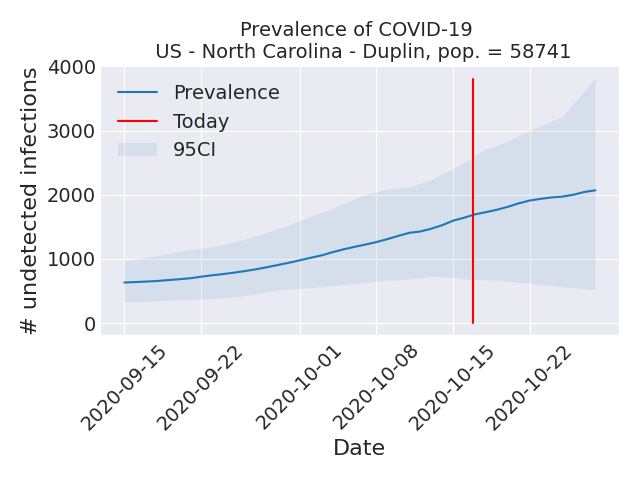 Prevalence of COVID-19
US - North Carolina - Duplin, pop. = 58741
# undetected infections
4000
3000
2000
1000
0
Prevalence
Today
95CI
2020-09-15
2020-09-22
2020-10-01
2020-10-08
2020-10-15
2020-10-22
Date